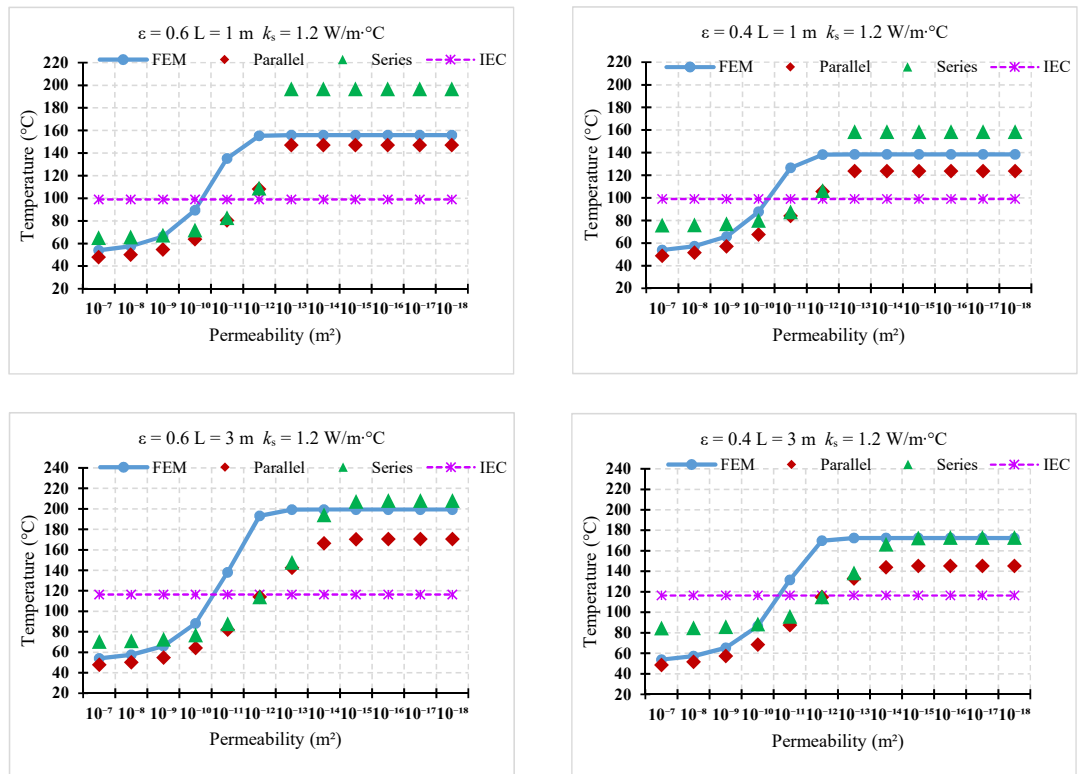 ε = 0.6 L = 1 m kₛ = 1.2 W/m·°C
FEM Parallel Series IEC
220
200
180
160
140
120
100
80
60
40
20
Temperature (°C)
10⁻⁷ 10⁻⁸ 10⁻⁹ 10⁻¹⁰ 10⁻¹¹ 10⁻¹² 10⁻¹³ 10⁻¹⁴ 10⁻¹⁵ 10⁻¹⁶ 10⁻¹⁷ 10⁻¹⁸
Permeability (m²)
ε = 0.4 L = 1 m kₛ = 1.2 W/m·°C
FEM Parallel Series IEC
220
200
180
160
140
120
100
80
60
40
20
Temperature (°C)
10⁻⁷ 10⁻⁸ 10⁻⁹ 10⁻¹⁰ 10⁻¹¹ 10⁻¹² 10⁻¹³ 10⁻¹⁴ 10⁻¹⁵ 10⁻¹⁶ 10⁻¹⁷ 10⁻¹⁸
Permeability (m²)
ε = 0.6 L = 3 m kₛ = 1.2 W/m·°C
FEM Parallel Series IEC
240
220
200
180
160
140
120
100
80
60
40
20
Temperature (°C)
10⁻⁷ 10⁻⁸ 10⁻⁹ 10⁻¹⁰ 10⁻¹¹ 10⁻¹² 10⁻¹³ 10⁻¹⁴ 10⁻¹⁵ 10⁻¹⁶ 10⁻¹⁷ 10⁻¹⁸
Permeability (m²)
ε = 0.4 L = 3 m kₛ = 1.2 W/m·°C
FEM Parallel Series IEC
240
220
200
180
160
140
120
100
80
60
40
20
Temperature (°C)
10⁻⁷ 10⁻⁸ 10⁻⁹ 10⁻¹⁰ 10⁻¹¹ 10⁻¹² 10⁻¹³ 10⁻¹⁴ 10⁻¹⁵ 10⁻¹⁶ 10⁻¹⁷ 10⁻¹⁸
Permeability (m²)